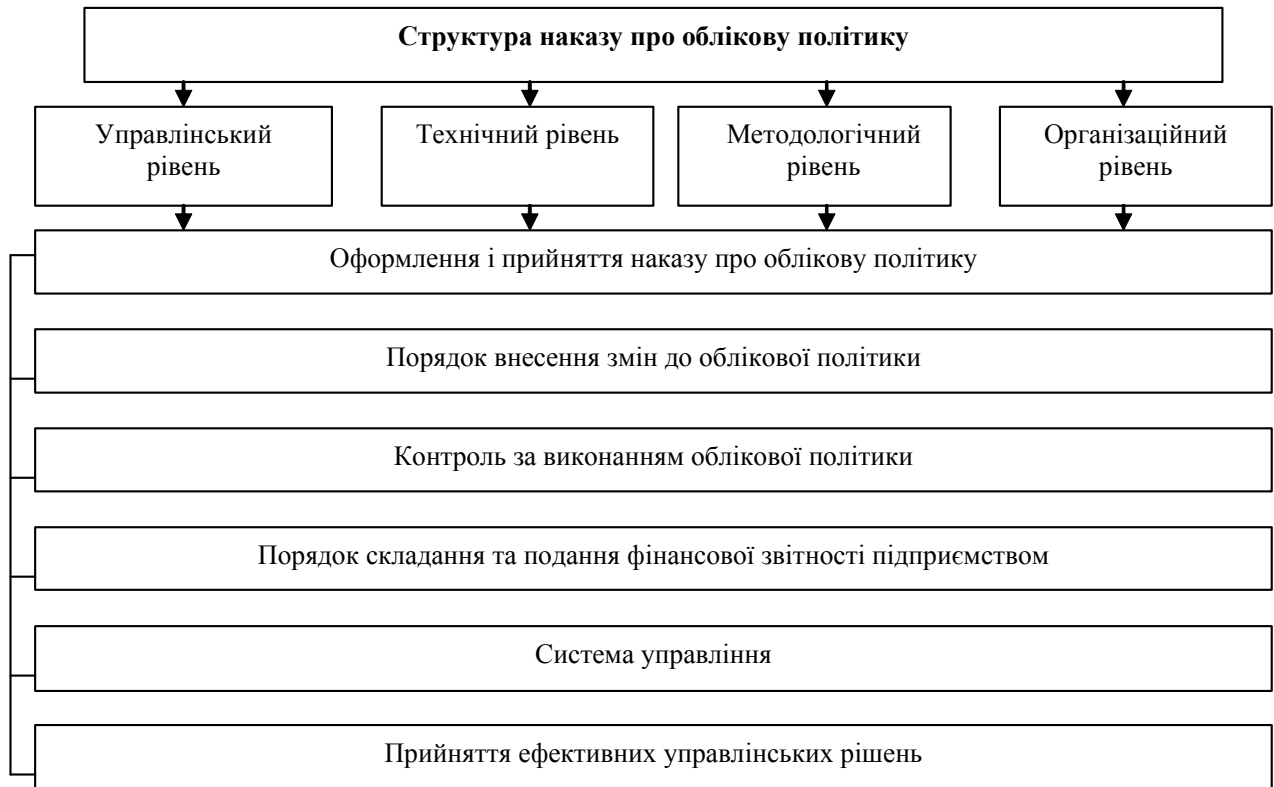 Структура наказу про облікову політику
Управлінський
рівень
Технічний рівень
Методологічний
рівень
Організаційний
рівень
Оформлення і прийняття наказу про облікову політику
Порядок внесення змін до облікової політики
Контроль за виконанням облікової політики
Порядок складання та подання фінансової звітності підприємством
Система управління
Прийняття ефективних управлінських рішень